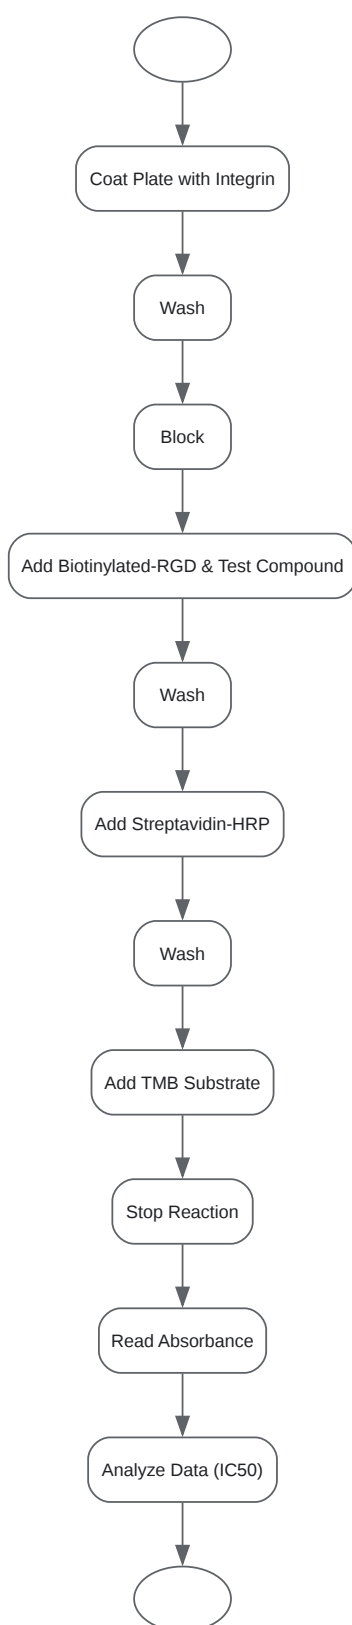 Coat Plate with Integrin
Wash
Block
Add Biotinylated-RGD & Test Compound
Wash
Add Streptavidin-HRP
Wash
Add TMB Substrate
Stop Reaction
Read Absorbance
Analyze Data (IC50)